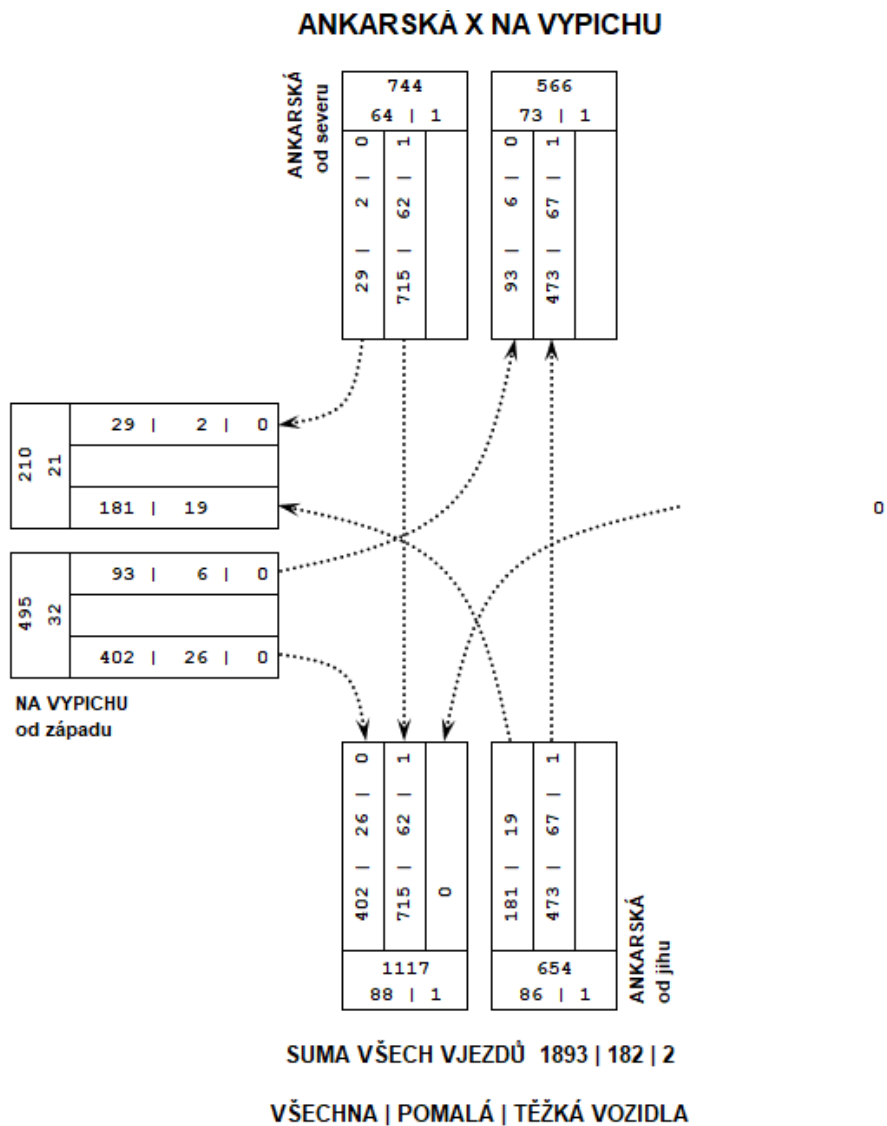 ANKARSKÁ X NA VYPICHU
ANKARSKÁ
od severu
744
64 | 1
29 | 2 | 0
715 | 62 | 1
566
73 | 1
93 | 6 | 0
473 | 67 | 1
210
21
29 | 2 | 0
181 | 19
0
495
32
93 | 6 | 0
402 | 26 | 0
NA VYPICHU
od západu
402 | 26 | 0
715 | 62 | 1
0
1117
88 | 1
181 | 19
473 | 67 | 1
654
86 | 1
ANKARSKÁ
od jihu
SUMA VŠECH VJEZDŮ 1893 | 182 | 2
VŠECHNA | POMALÁ | TĚŽKÁ VOZIDLA